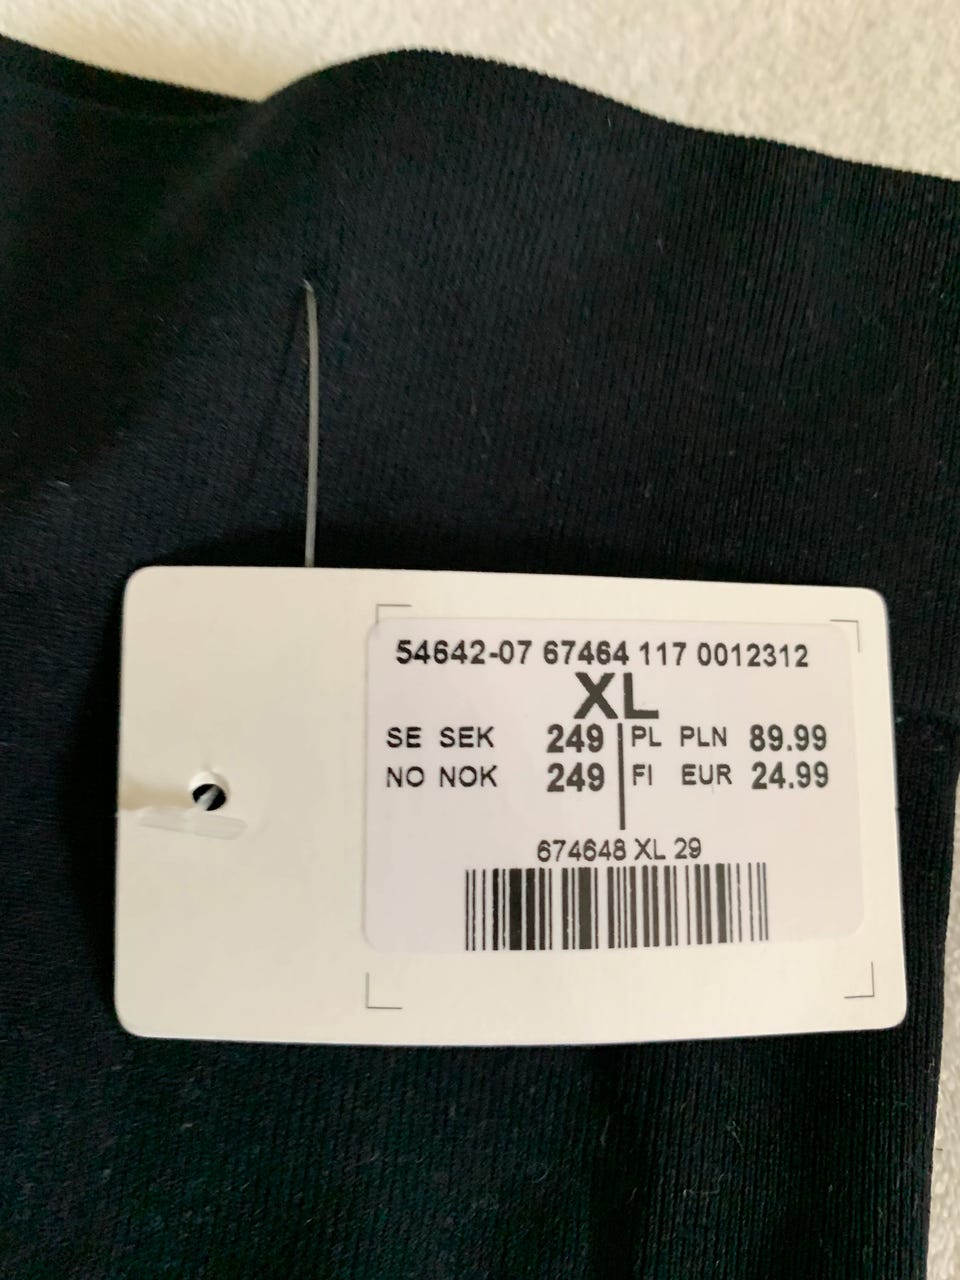 54642-07 67464 117 0012312
XL
SE SEK 249 PL PLN 89.99
NO NOK 249 FI EUR 24.99
674648 XL 29